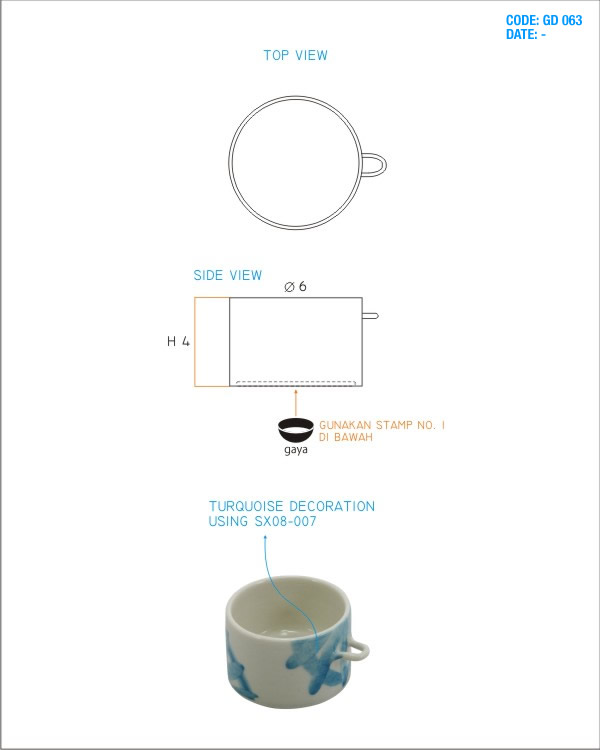 CODE: GD 063
DATE: -
TOP VIEW
SIDE VIEW
Ø 6
H 4
GUNAKAN STAMP NO. 1
DI BAWAH
gaya
TURQUOISE DECORATION
USING SX08-007